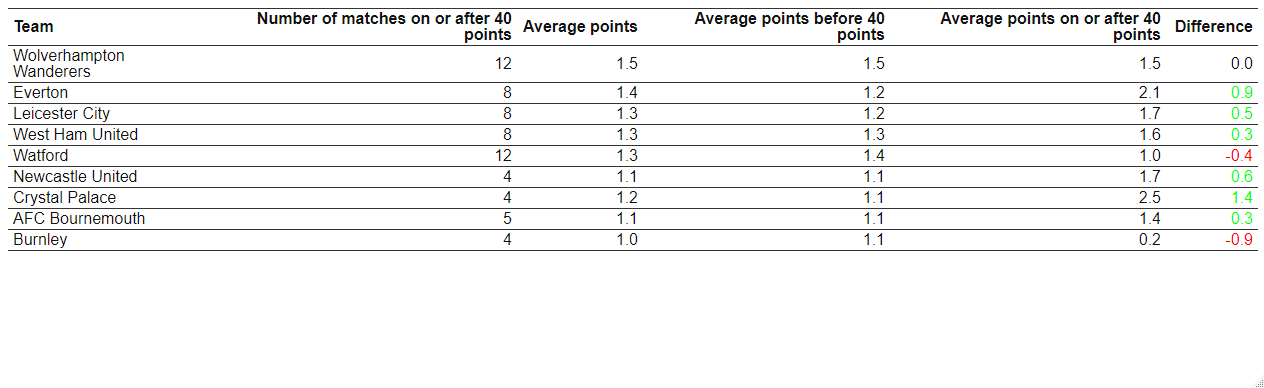 Team Number of matches on or after 40 points Average points Average points before 40 points Average points on or after 40 points Difference
Wolverhampton Wanderers 12 1.5 1.5 1.5 0.0
Everton 8 1.4 1.2 2.1 0.9
Leicester City 8 1.3 1.2 1.7 0.5
West Ham United 8 1.3 1.3 1.6 0.3
Watford 12 1.3 1.4 1.0 -0.4
Newcastle United 4 1.1 1.1 1.7 0.6
Crystal Palace 4 1.2 1.1 2.5 1.4
AFC Bournemouth 5 1.1 1.1 1.4 0.3
Burnley 4 1.0 1.1 0.2 -0.9